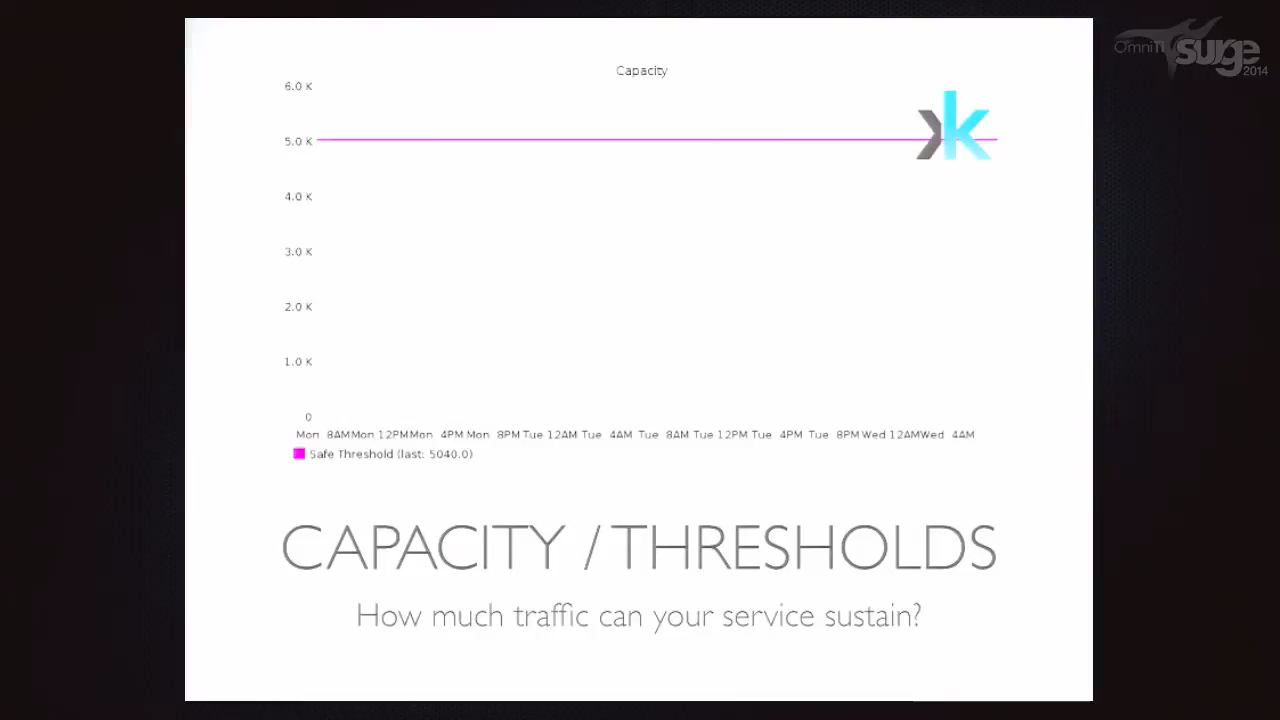 OmniTI surge 2014
Capacity
6.0 K
5.0 K
4.0 K
3.0 K
2.0 K
1.0 K
0
Mon 8AM Mon 12PM Mon 4PM Mon 8PM Tue 12AM Tue 4AM Tue 8AM Tue 12PM Tue 4PM Tue 8PM Wed 12AM Wed 4AM
Safe Threshold (last: 5040.0)
CAPACITY / THRESHOLDS
How much traffic can your service sustain?